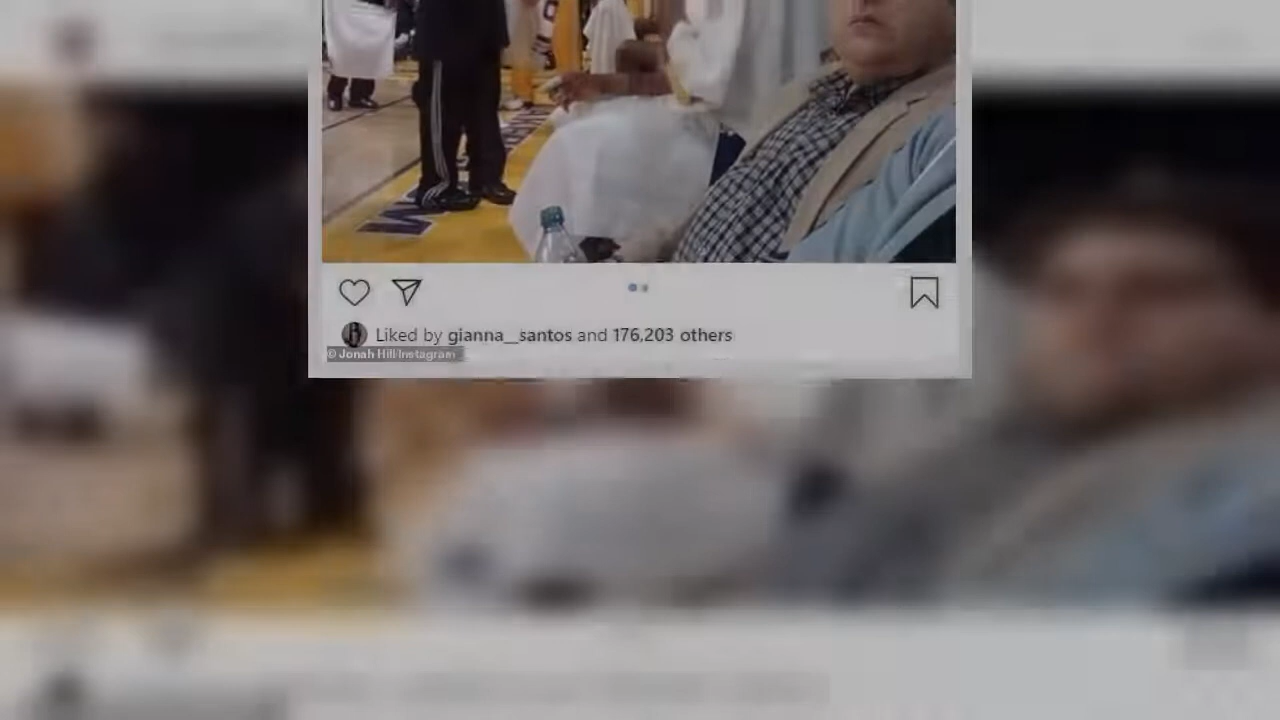 Liked by gianna__santos and 176,203 others
© Jonah Hill/Instagram